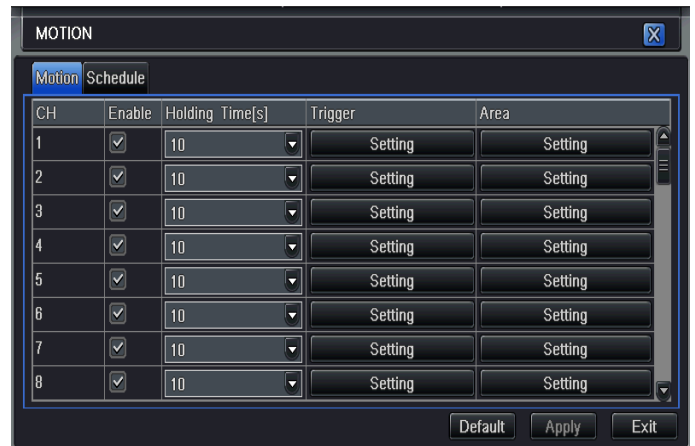 MOTION X
Motion Schedule
CH Enable Holding Time[s] Trigger Area
1 10 Setting Setting
2 10 Setting Setting
3 10 Setting Setting
4 10 Setting Setting
5 10 Setting Setting
6 10 Setting Setting
7 10 Setting Setting
8 10 Setting Setting
Default Apply Exit